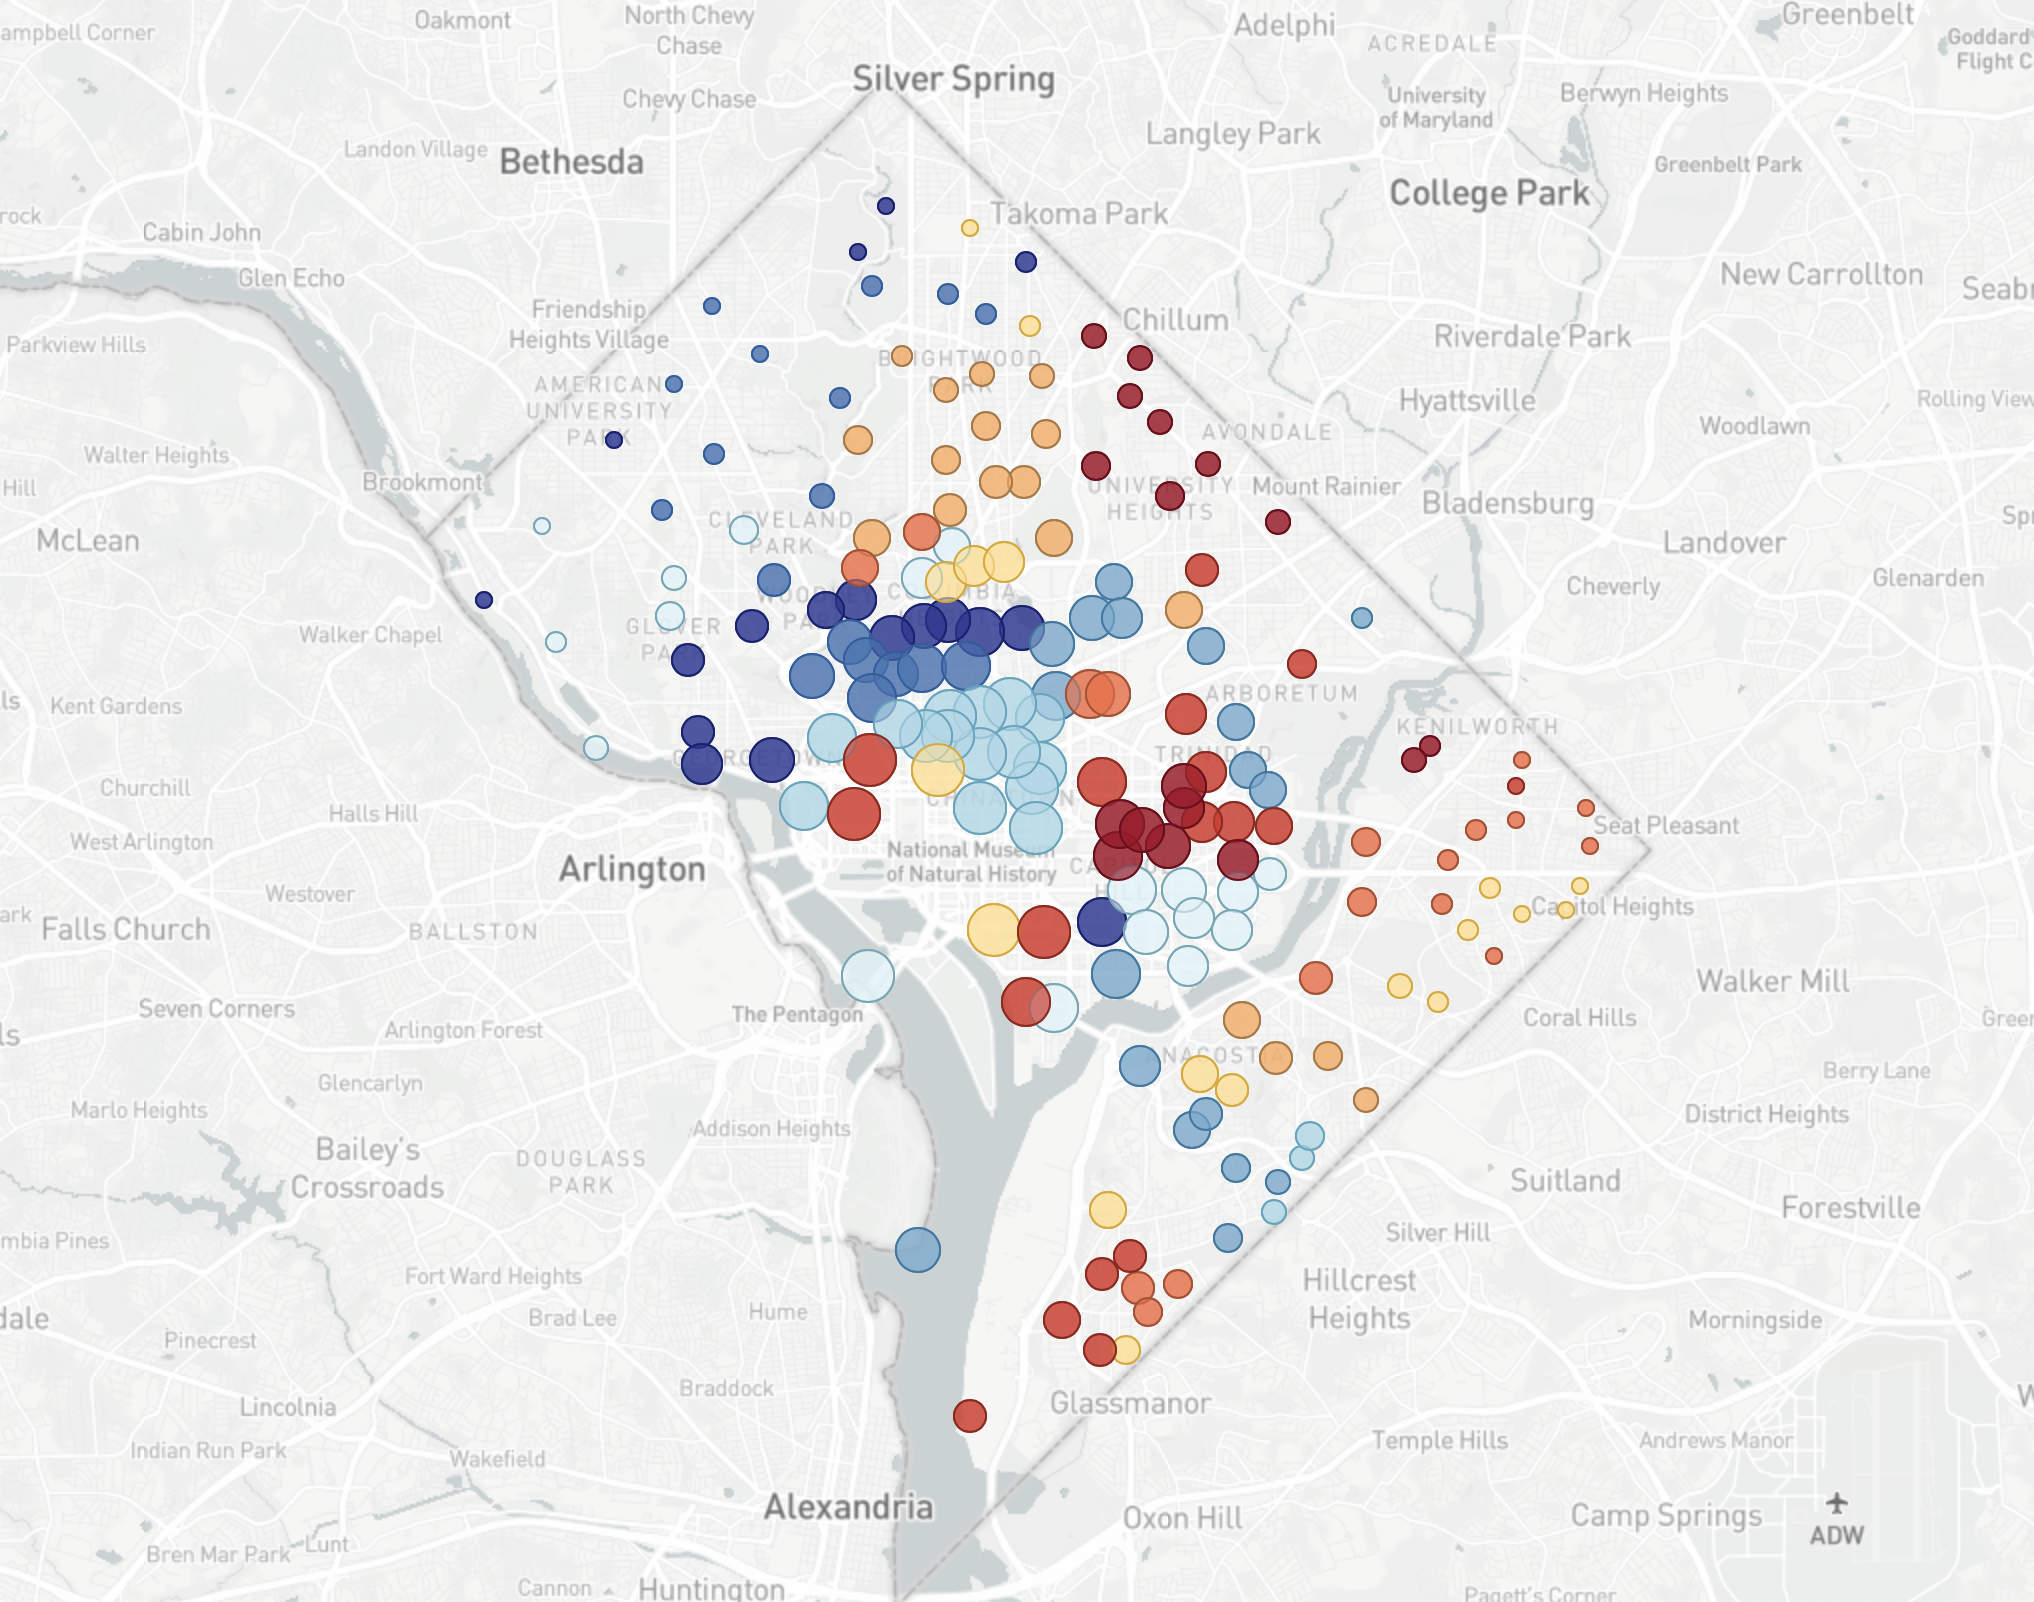 Oakmont
North Chevy
Chase
Adelphi
Greenbelt
ampbell Corner
ACREDALE
Goddard
Flight C
Silver Spring
Chevy Chase
University
of Maryland
Berwyn Heights
Landon Village
Bethesda
Langley Park
Greenbelt Park
College Park
rock
Cabin John
Takoma Park
Glen Echo
New Carrollton
Seabr
Friendship
Heights Village
Chillum
Parkview Hills
Riverdale Park
BRIGHTWOOD
PARK
AMERICAN
UNIVERSITY
PARK
Hyattsville
Rolling View
Woodlawn
AVONDALE
Walter Heights
Brookmont
Hill
UNIVERSITY
HEIGHTS
Mount Rainier
Bladensburg
CLEVELAND
PARK
McLean
Landover
Spr
Cheverly
Glenarden
GLOVER
PARK
Walker Chapel
ls
Kent Gardens
ARBORETUM
KENILWORTH
GEORGETOWN
TRINIDAD
Churchill
CHINATOWN
Halls Hill
Seat Pleasant
West Arlington
National Museum
of Natural History
CAPITOL
HILL
Arlington
Westover
Capitol Heights
ark
Falls Church
BALLSTON
Walker Mill
Seven Corners
The Pentagon
Arlington Forest
Coral Hills
Green
ls
ANACOSTIA
Glencarlyn
Berry Lane
Marlo Heights
Addison Heights
District Heights
Bailey's
Crossroads
DOUGLASS
PARK
Suitland
Forestville
mbia Pines
Silver Hill
Fort Ward Heights
Hillcrest
Heights
dale
Brad Lee
Hume
Morningside
Pinecrest
Braddock
Lincolnia
Glassmanor
W
Indian Run Park
Wakefield
Temple Hills
Andrews Manor
Alexandria
Oxon Hill
Camp Springs
ADW
Bren Mar Park
Lunt
Cannon
Huntington
Pagett's Corner